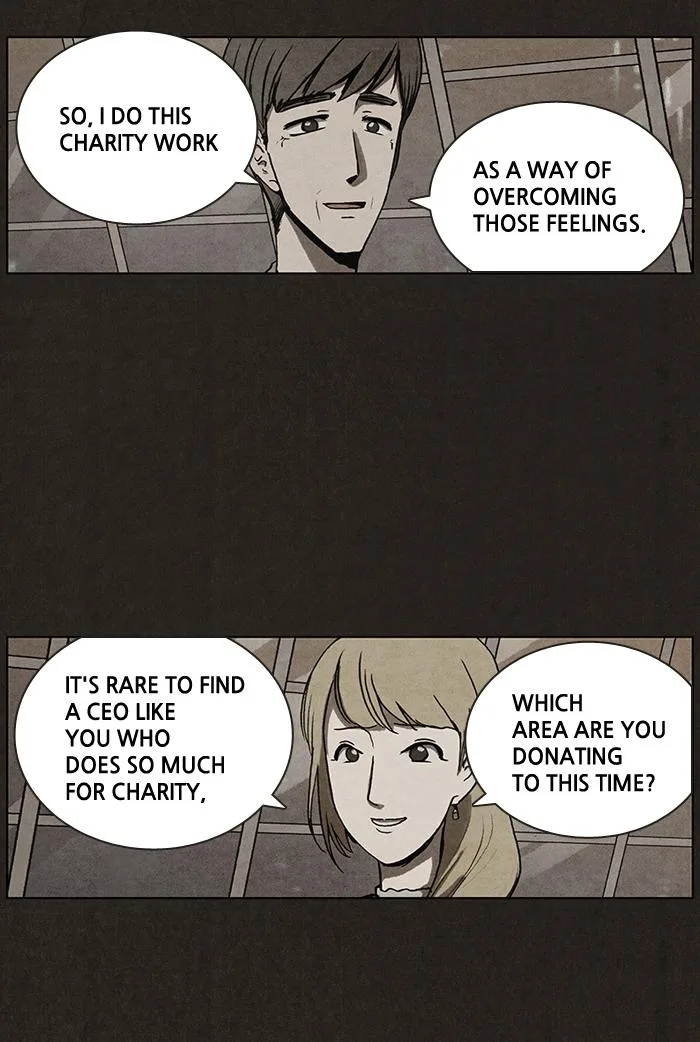 SO, I DO THIS
CHARITY WORK
AS A WAY OF
OVERCOMING
THOSE FEELINGS.
IT'S RARE TO FIND
A CEO LIKE
YOU WHO
DOES SO MUCH
FOR CHARITY,
WHICH
AREA ARE YOU
DONATING
TO THIS TIME?